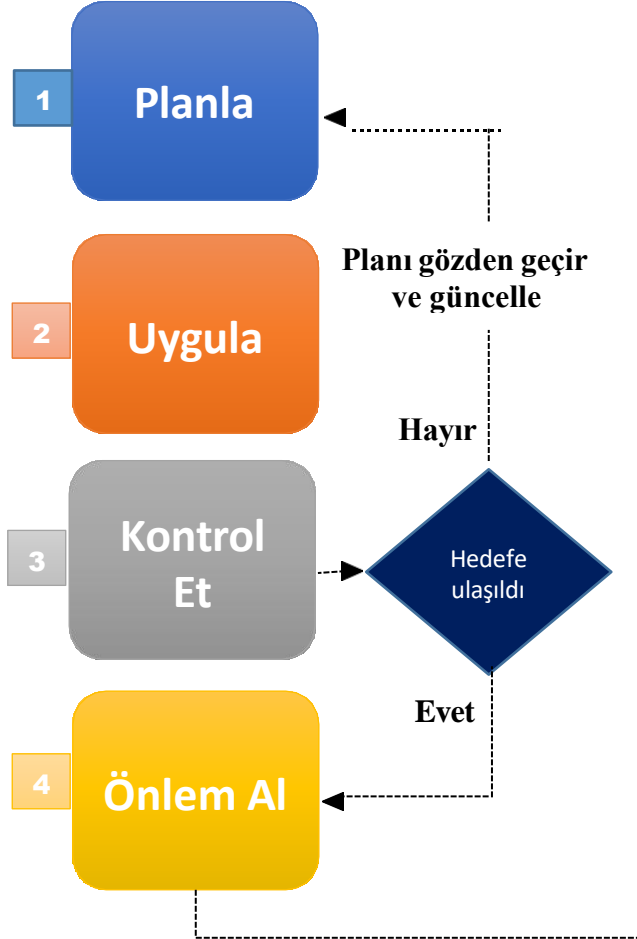 1
Planla
Planı gözden geçir
ve güncelle
2
Uygula
Hayır
3
Kontrol
Et
Hedefe
ulaşıldı
Evet
4
Önlem Al